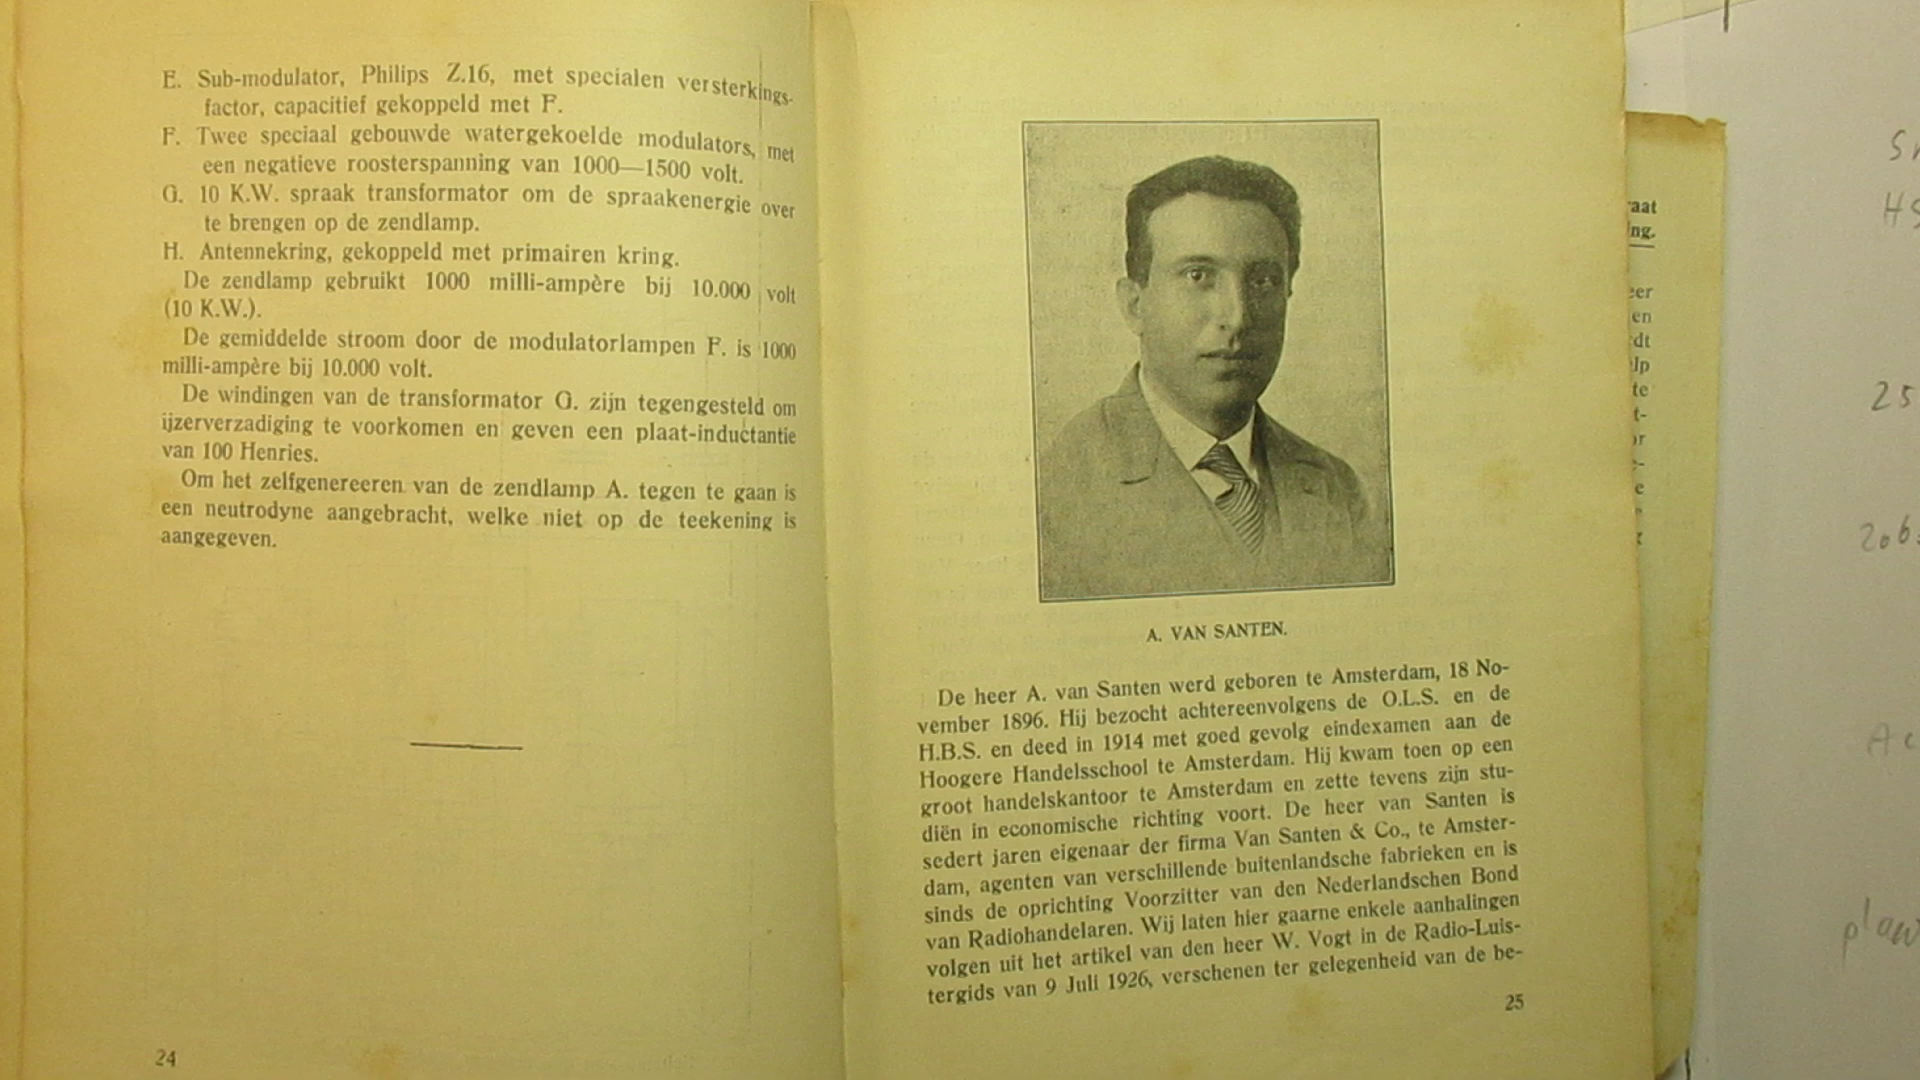 E. Sub-modulator, Philips Z.16, met specialen versterkings-
factor, capacitief gekoppeld met F.
F. Twee speciaal gebouwde watergekoelde modulators, met
een negatieve roosterspanning van 1000—1500 volt.
G. 10 K.W. spraak transformator om de spraakenergie over
te brengen op de zendlamp.
H. Antennekring, gekoppeld met primairen kring.
De zendlamp gebruikt 1000 milli-ampère bij 10.000 volt
(10 K.W.).
De gemiddelde stroom door de modulatorlampen F. is 1000
milli-ampère bij 10.000 volt.
De windingen van de transformator G. zijn tegengesteld om
ijzerverzadiging te voorkomen en geven een plaat-inductantie
van 100 Henries.
Om het zelfgenereeren van de zendlamp A. tegen te gaan is
een neutrodyne aangebracht, welke niet op de teekening is
aangegeven.
24
A. VAN SANTEN.
De heer A. van Santen werd geboren te Amsterdam, 18 No-
vember 1896. Hij bezocht achtereenvolgens de O.L.S. en de
H.B.S. en deed in 1914 met goed gevolg eindexamen aan de
Hoogere Handelsschool te Amsterdam. Hij kwam toen op een
groot handelskantoor te Amsterdam en zette tevens zijn stu-
diën in economische richting voort. De heer van Santen is
sedert jaren eigenaar der firma Van Santen & Co., te Amster-
dam, agenten van verschillende buitenlandsche fabrieken en is
sinds de oprichting Voorzitter van den Nederlandschen Bond
van Radiohandelaren. Wij laten hier gaarne enkele aanhalingen
volgen uit het artikel van den heer W. Vogt in de Radio-Luis-
tergids van 9 Juli 1926, verschenen ter gelegenheid van de be-
25
raat
ng.
eer
en
dt
lp
te
t-
or
e
25